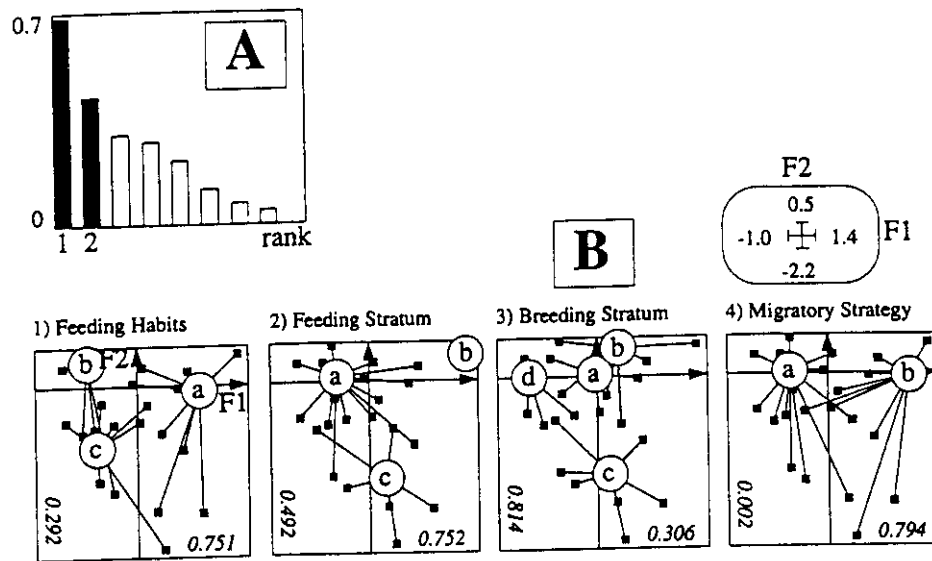 0.7
A
0
1 2 rank
F2
0.5
-1.0 1.4 F1
-2.2
B
1) Feeding Habits
b F2
a
F1
c
0.292
0.751
2) Feeding Stratum
b
a
c
0.492
0.752
3) Breeding Stratum
b
d a
c
0.814
0.306
4) Migratory Strategy
a b
0.002
0.794